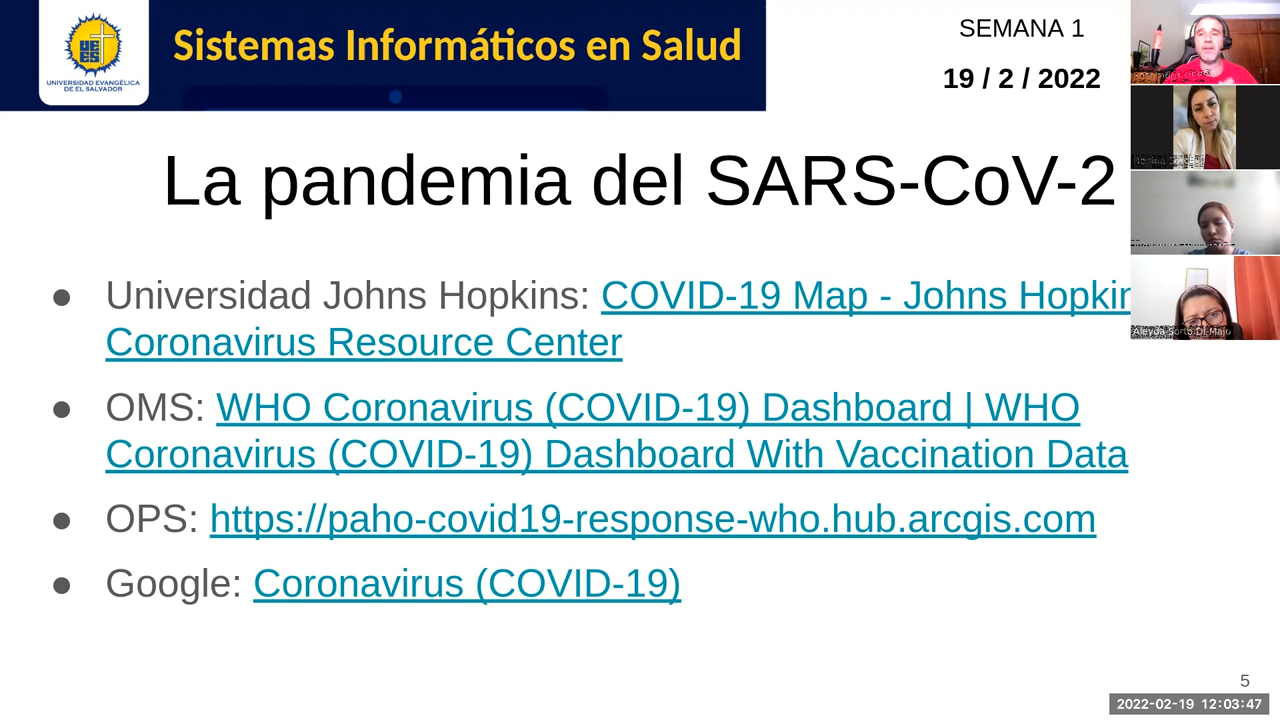 Sistemas Informáticos en Salud
UNIVERSIDAD EVANGÉLICA
DE EL SALVADOR
SEMANA 1
19 / 2 / 2022
La pandemia del SARS-CoV-2
● Universidad Johns Hopkins: COVID-19 Map - Johns Hopkin
Coronavirus Resource Center
● OMS: WHO Coronavirus (COVID-19) Dashboard | WHO
Coronavirus (COVID-19) Dashboard With Vaccination Data
● OPS: https://paho-covid19-response-who.hub.arcgis.com
● Google: Coronavirus (COVID-19)
Aleyda Sorto Di Majo
5
2022-02-19 12:03:47